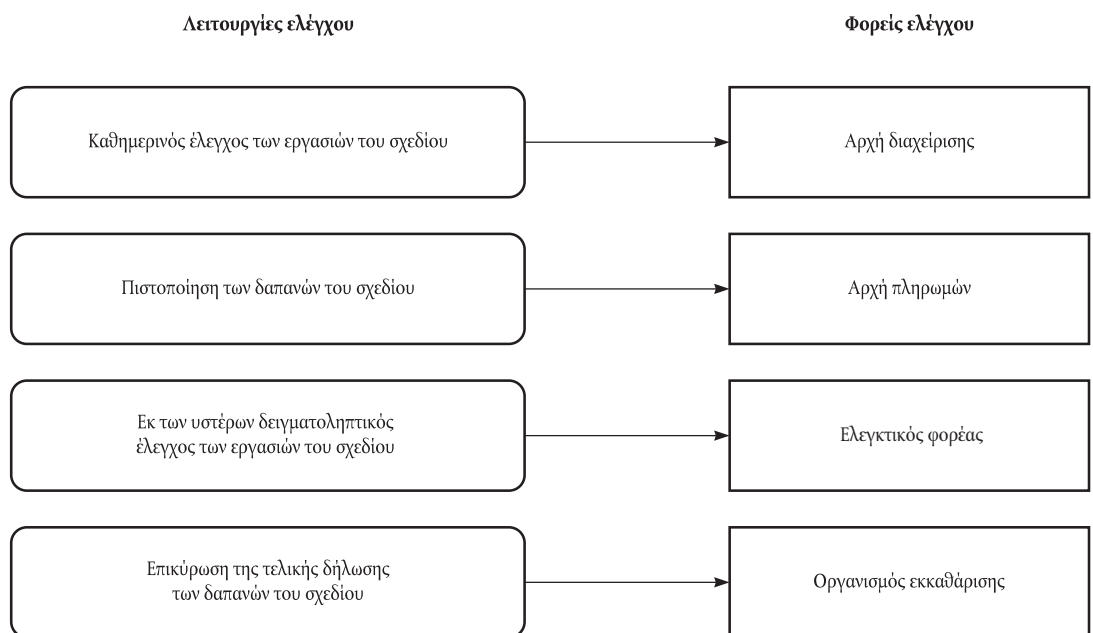 Λειτουργίες ελέγχου
Φορείς ελέγχου
Καθημερινός έλεγχος των εργασιών του σχεδίου
Αρχή διαχείρισης
Πιστοποίηση των δαπανών του σχεδίου
Αρχή πληρωμών
Εκ των υστέρων δειγματοληπτικός
έλεγχος των εργασιών του σχεδίου
Ελεγκτικός φορέας
Επικύρωση της τελικής δήλωσης
των δαπανών του σχεδίου
Οργανισμός εκκαθάρισης